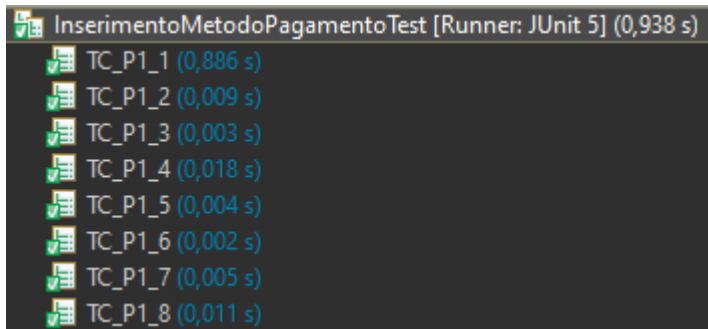 InserimentoMetodoPagamentoTest [Runner: JUnit 5] (0,938 s)
TC_P1_1 (0,886 s)
TC_P1_2 (0,009 s)
TC_P1_3 (0,003 s)
TC_P1_4 (0,018 s)
TC_P1_5 (0,004 s)
TC_P1_6 (0,002 s)
TC_P1_7 (0,005 s)
TC_P1_8 (0,011 s)